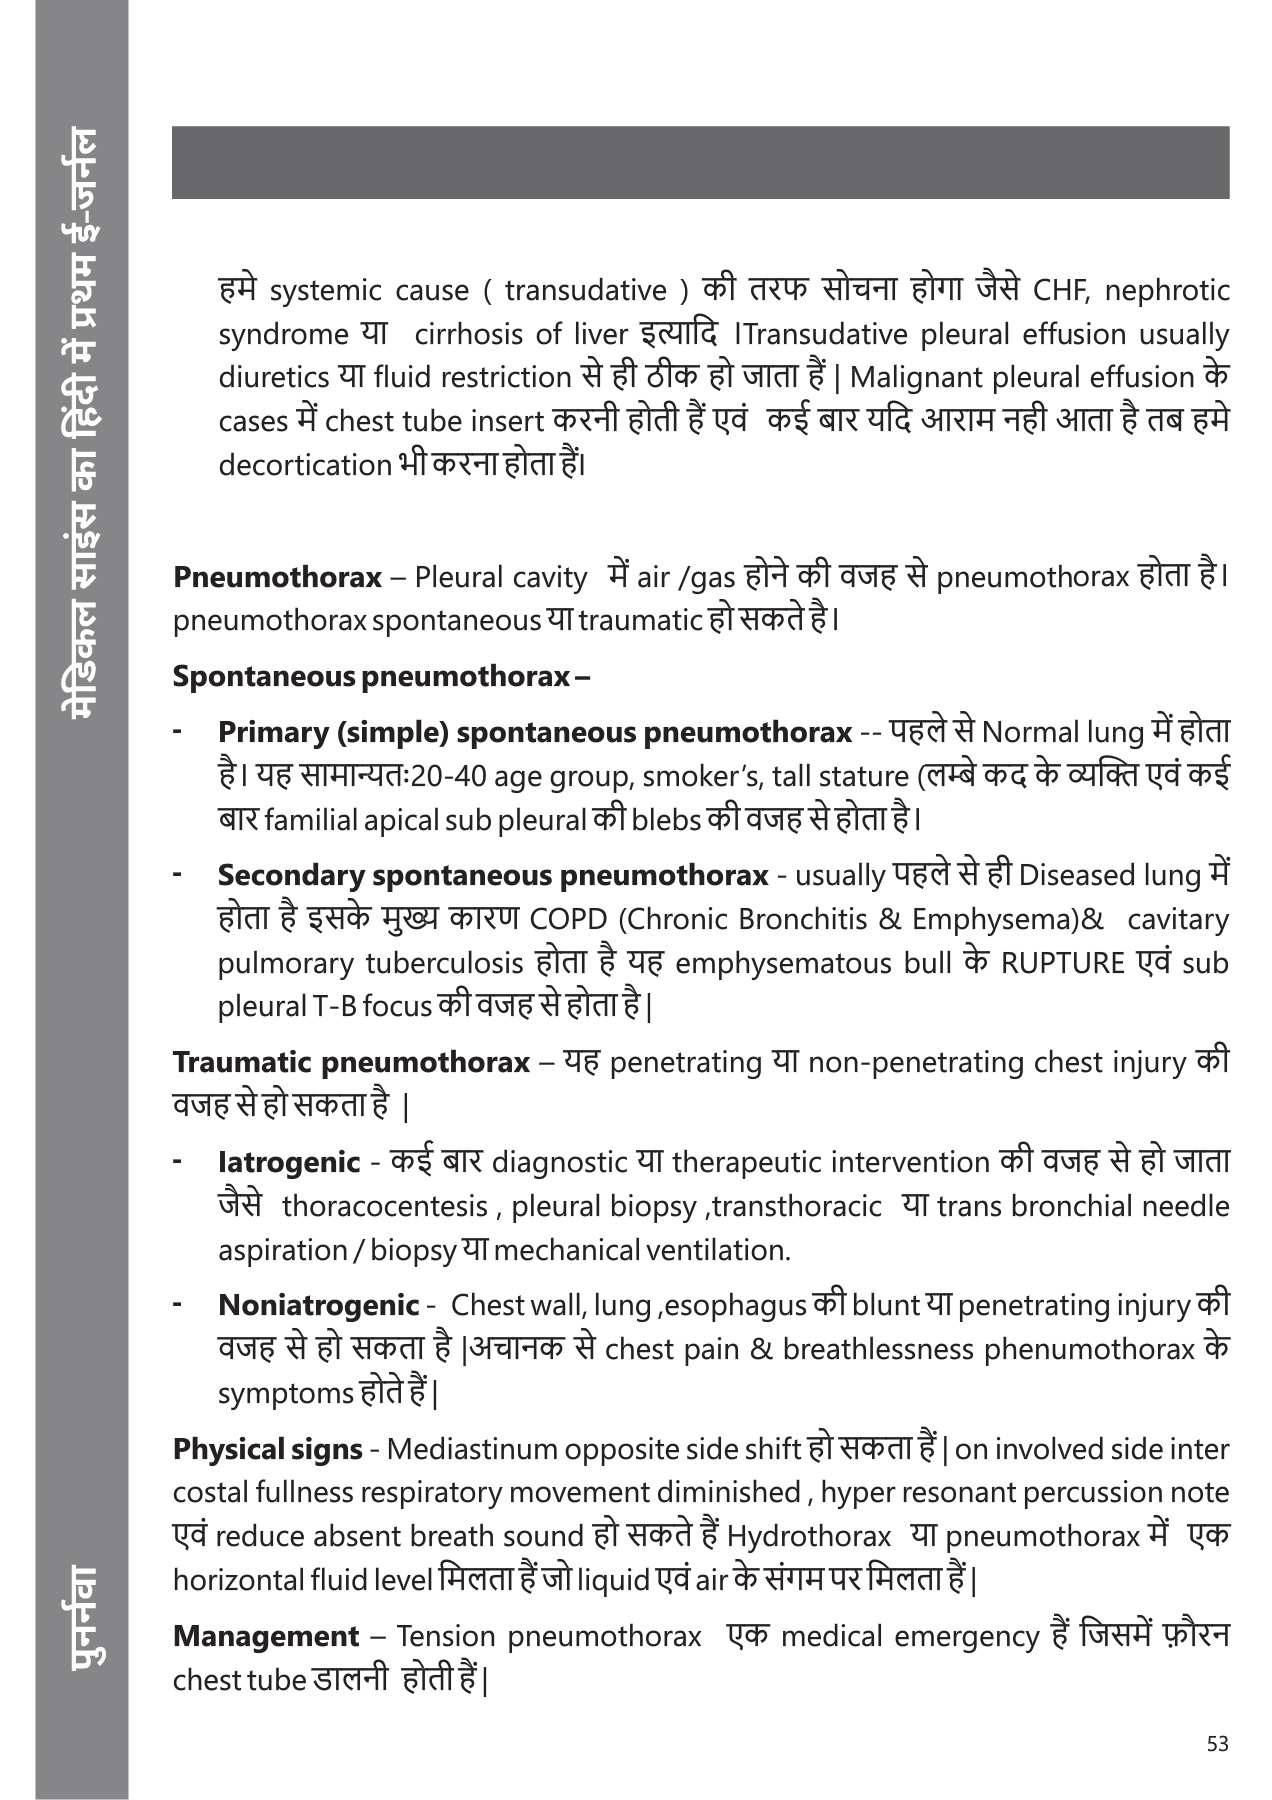 मेडिकल साइंस का हिंदी में प्रथम ई-जर्नल
पुनर्नवा
हमे systemic cause ( transudative ) की तरफ सोचना होगा जैसे CHF, nephrotic
syndrome या cirrhosis of liver इत्यादि lTransudative pleural effusion usually
diuretics या fluid restriction से ही ठीक हो जाता हैं | Malignant pleural effusion के
cases में chest tube insert करनी होती हैं एवं कई बार यदि आराम नही आता है तब हमे
decortication भी करना होता हैं।
Pneumothorax – Pleural cavity में air /gas होने की वजह से pneumothorax होता है।
pneumothorax spontaneous या traumatic हो सकते है।
Spontaneous pneumothorax –
- Primary (simple) spontaneous pneumothorax -- पहले से Normal lung में होता
है। यह सामान्यतः20-40 age group, smoker’s, tall stature (लम्बे कद के व्यक्ति एवं कई
बार familial apical sub pleural की blebs की वजह से होता है।
- Secondary spontaneous pneumothorax - usually पहले से ही Diseased lung में
होता है इसके मुख्य कारण COPD (Chronic Bronchitis & Emphysema)& cavitary
pulmorary tuberculosis होता है यह emphysematous bull के RUPTURE एवं sub
pleural T-B focus की वजह से होता है |
Traumatic pneumothorax – यह penetrating या non-penetrating chest injury की
वजह से हो सकता है |
- Iatrogenic - कई बार diagnostic या therapeutic intervention की वजह से हो जाता
जैसे thoracocentesis , pleural biopsy ,transthoracic या trans bronchial needle
aspiration / biopsy या mechanical ventilation.
- Noniatrogenic - Chest wall, lung ,esophagus की blunt या penetrating injury की
वजह से हो सकता है |अचानक से chest pain & breathlessness phenumothorax के
symptoms होते हैं |
Physical signs - Mediastinum opposite side shift हो सकता हैं | on involved side inter
costal fullness respiratory movement diminished , hyper resonant percussion note
एवं reduce absent breath sound हो सकते हैं Hydrothorax या pneumothorax में एक
horizontal fluid level मिलता हैं जो liquid एवं air के संगम पर मिलता हैं |
Management – Tension pneumothorax एक medical emergency हैं जिसमें फ़ौरन
chest tube डालनी होती हैं |
53